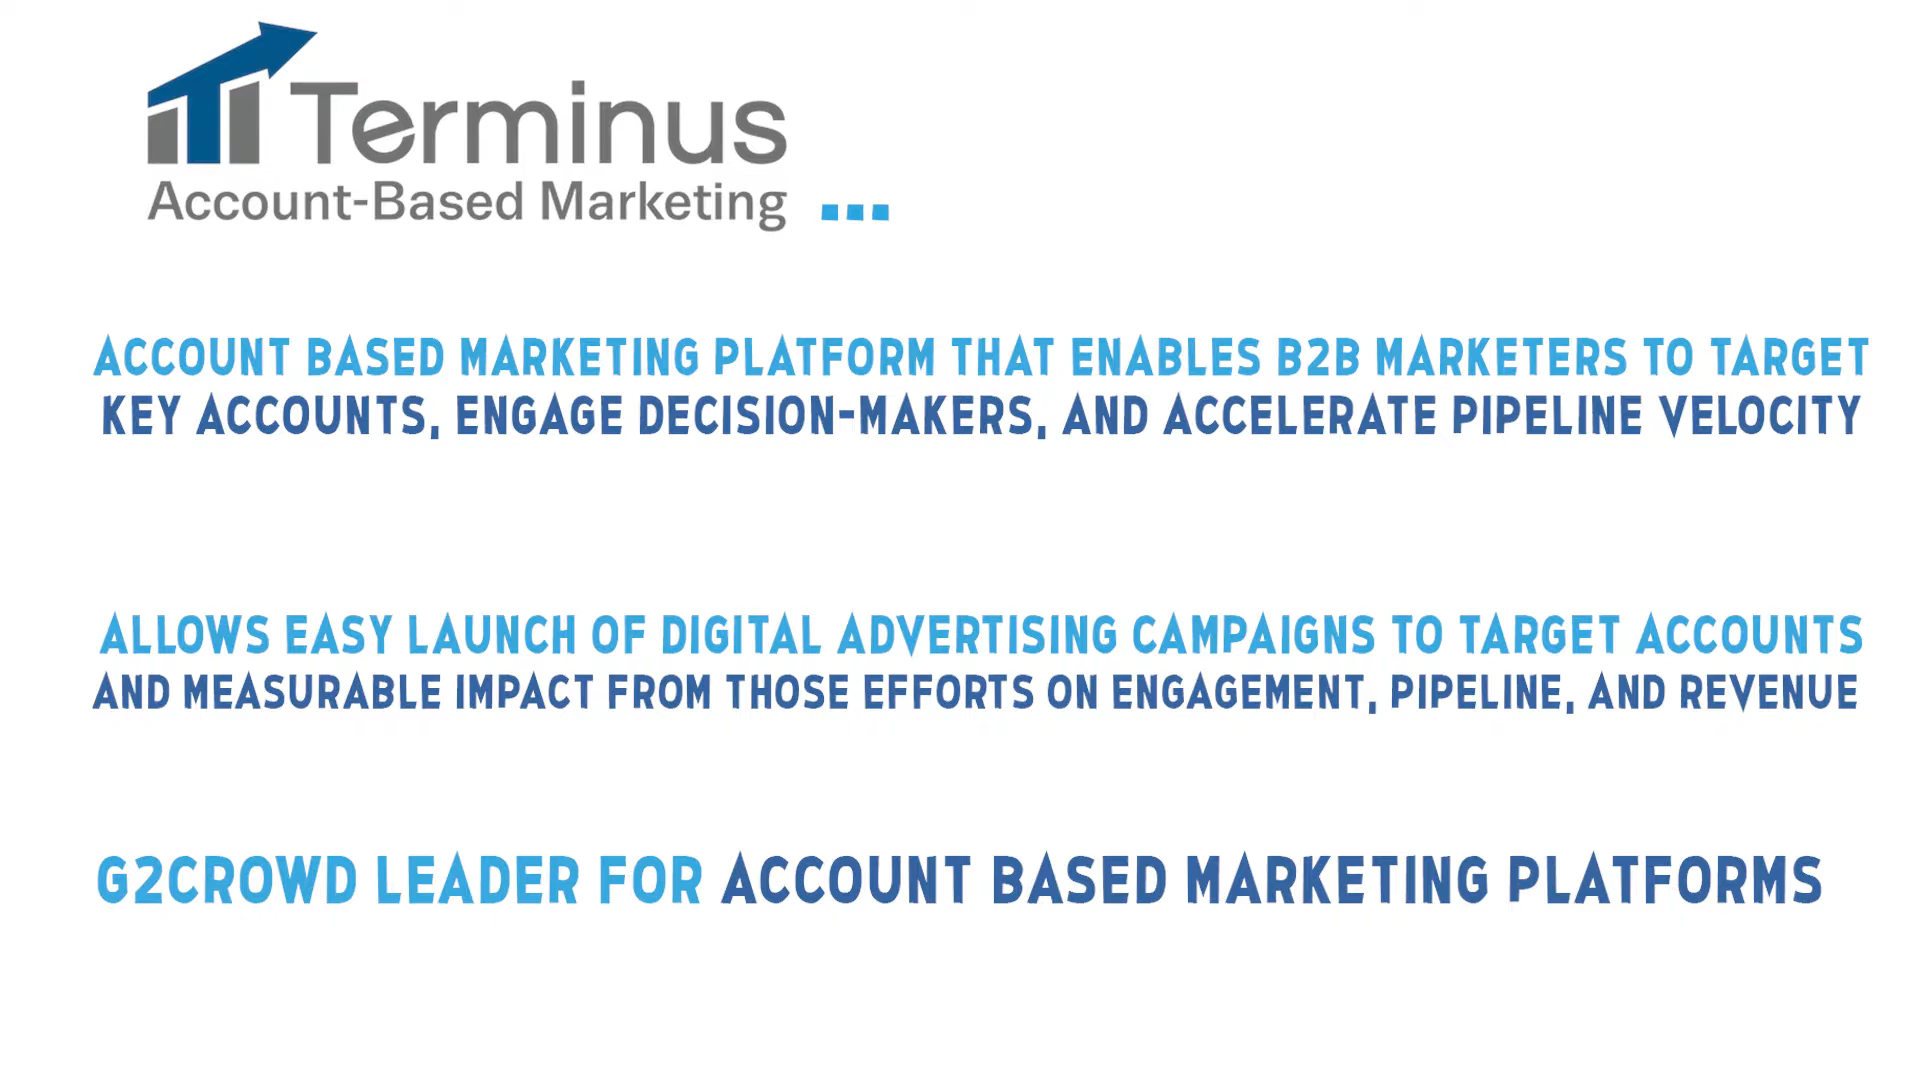 Terminus
Account-Based Marketing ...
ACCOUNT BASED MARKETING PLATFORM THAT ENABLES B2B MARKETERS TO TARGET
KEY ACCOUNTS, ENGAGE DECISION-MAKERS, AND ACCELERATE PIPELINE VELOCITY
ALLOWS EASY LAUNCH OF DIGITAL ADVERTISING CAMPAIGNS TO TARGET ACCOUNTS
AND MEASURABLE IMPACT FROM THOSE EFFORTS ON ENGAGEMENT, PIPELINE, AND REVENUE
G2CROWD LEADER FOR ACCOUNT BASED MARKETING PLATFORMS